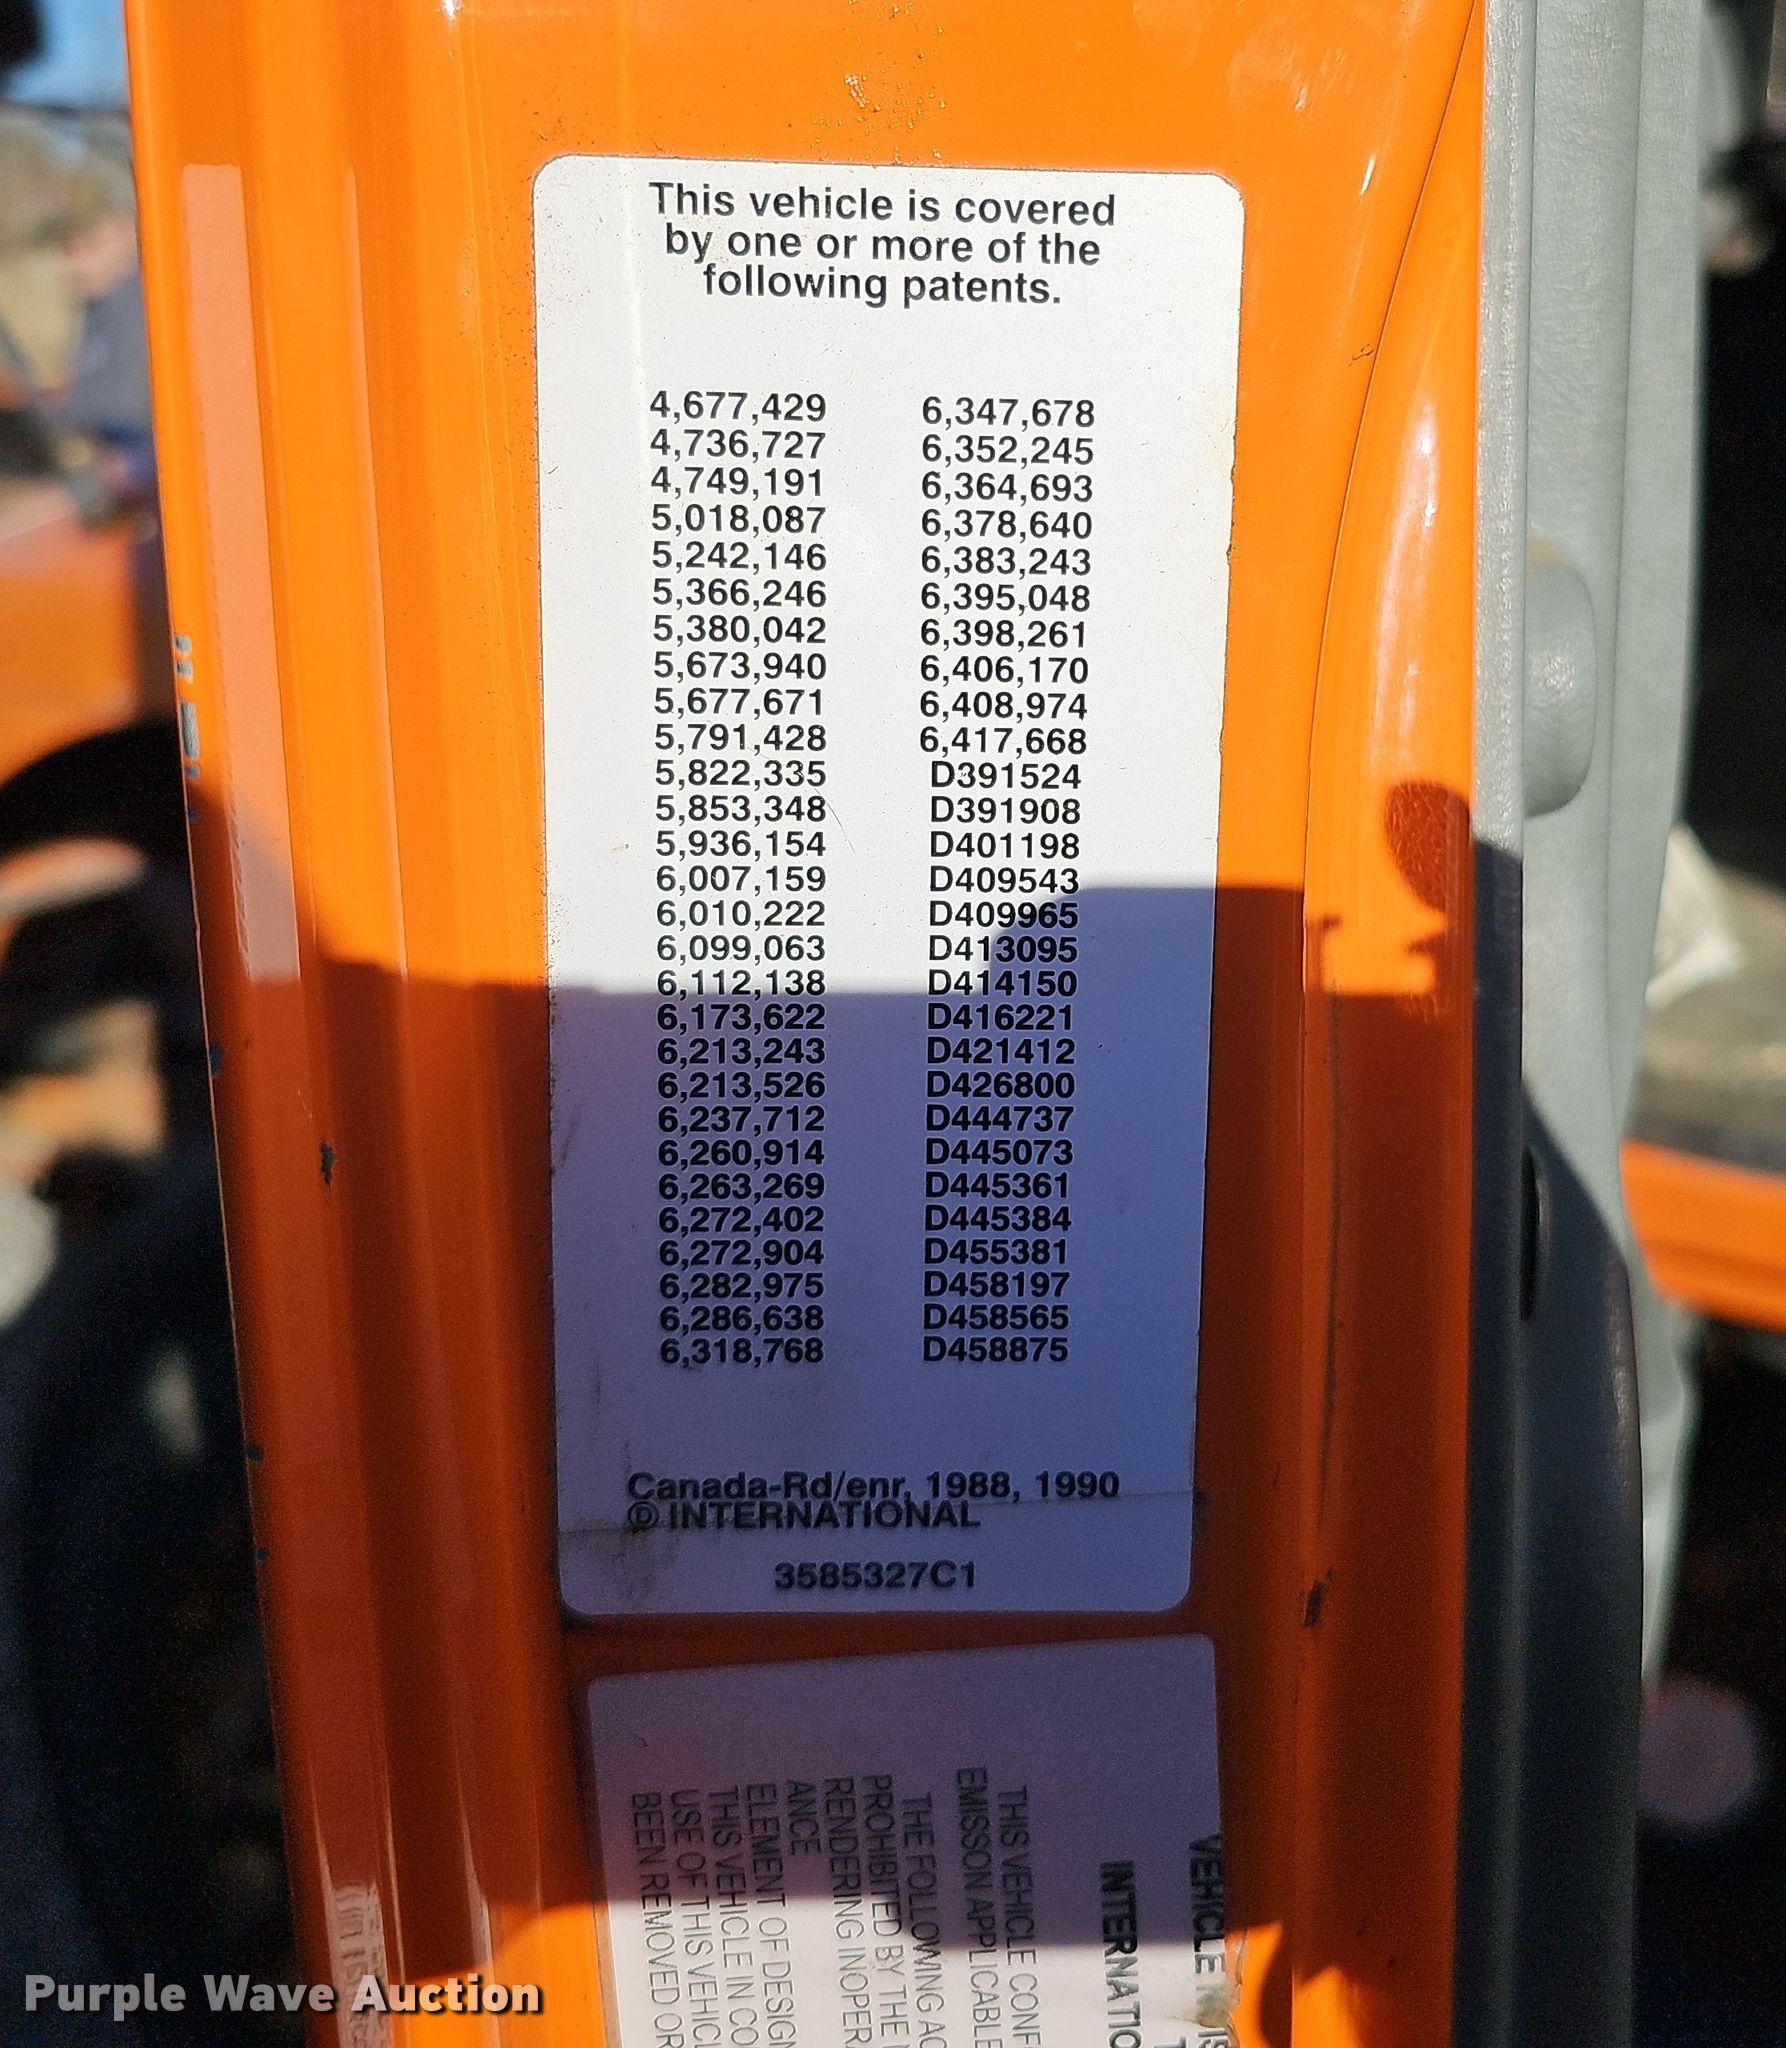 This vehicle is covered
by one or more of the
following patents.
4,677,429 6,347,678
4,736,727 6,352,245
4,749,191 6,364,693
5,018,087 6,378,640
5,242,146 6,383,243
5,366,246 6,395,048
5,380,042 6,398,261
5,673,940 6,406,170
5,677,671 6,408,974
5,791,428 6,417,668
5,822,335 D391524
5,853,348 D391908
5,936,154 D401198
6,007,159 D409543
6,010,222 D409965
6,099,063 D413095
6,112,138 D414150
6,173,622 D416221
6,213,243 D421412
6,213,526 D426800
6,237,712 D444737
6,260,914 D445073
6,263,269 D445361
6,272,402 D445384
6,272,904 D455381
6,282,975 D458197
6,286,638 D458565
6,318,768 D458875
Canada-Rd/enr, 1988, 1990
© INTERNATIONAL
3585327C1
VEHICLE
INTERNATIO
THIS VEHICLE CONF
EMISSON APPLICABLE
THE FOLLOWING AC
PROHIBITED BY THE
RENDERING INOPER
ANCE
ELEMENT OF DESIGN
THIS VEHICLE IN CO
USE OF THIS VEHICL
BEEN REMOVED OR
Purple Wave Auction